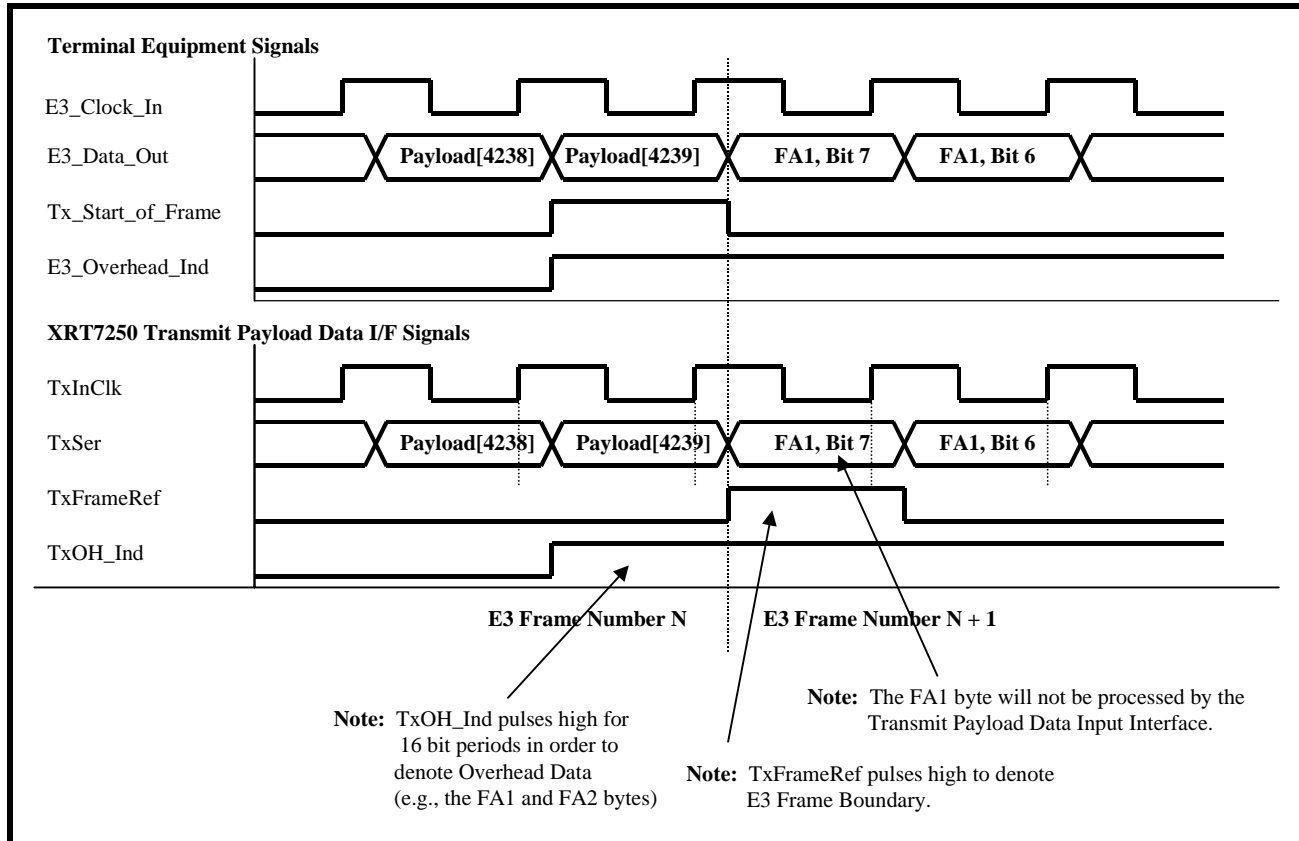 Terminal Equipment Signals
E3_Clock_In
E3_Data_Out
Payload[4238] Payload[4239] FA1, Bit 7 FA1, Bit 6
Tx_Start_of_Frame
E3_Overhead_Ind
XRT7250 Transmit Payload Data I/F Signals
TxInClk
TxSer
Payload[4238] Payload[4239] FA1, Bit 7 FA1, Bit 6
TxFrameRef
TxOH_Ind
E3 Frame Number N E3 Frame Number N + 1
Note: The FA1 byte will not be processed by the
Transmit Payload Data Input Interface.
Note: TxOH_Ind pulses high for
16 bit periods in order to
denote Overhead Data
(e.g., the FA1 and FA2 bytes)
Note: TxFrameRef pulses high to denote
E3 Frame Boundary.